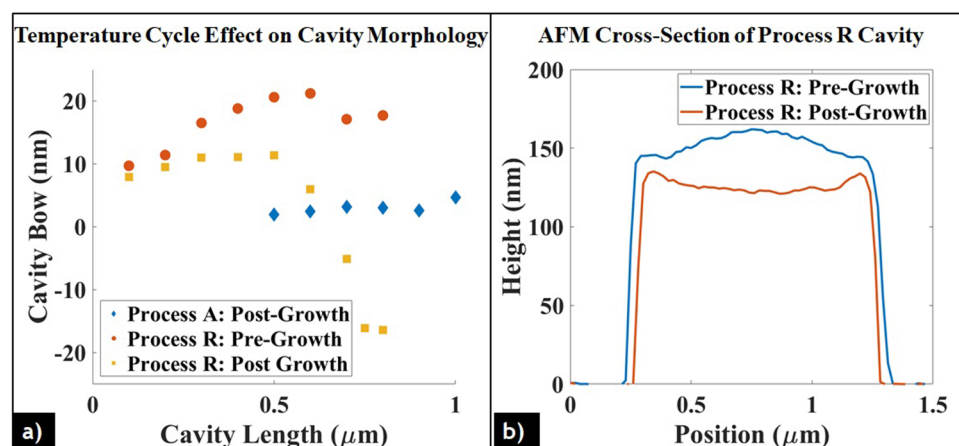 Temperature Cycle Effect on Cavity Morphology
Cavity Bow (nm)
20
10
0
-10
-20
Process A: Post-Growth
Process R: Pre-Growth
Process R: Post Growth
0
0.5
1
Cavity Length (μm)
a)
AFM Cross-Section of Process R Cavity
Height (nm)
200
150
100
50
0
Process R: Pre-Growth
Process R: Post-Growth
0
0.5
1
1.5
Position (μm)
b)